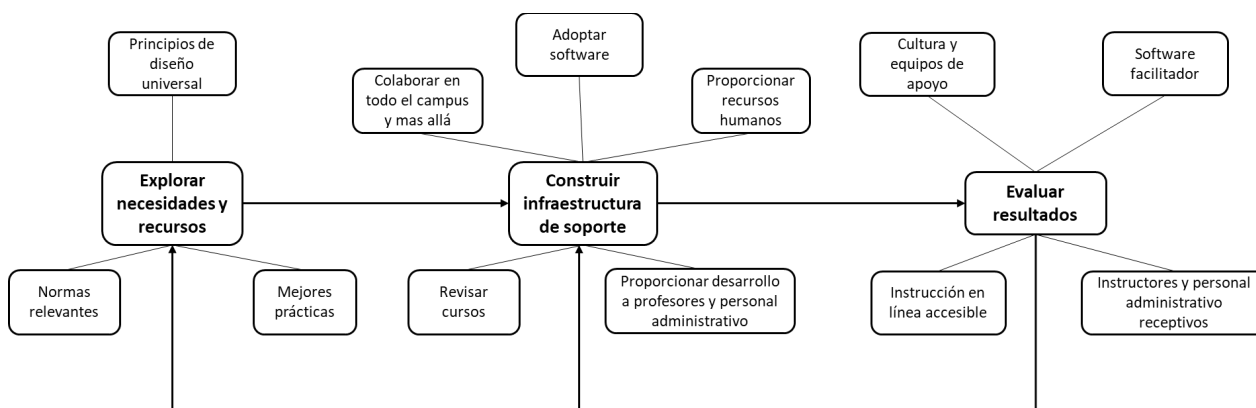 Principios de
diseño
universal
Colaborar en
todo el campus
y mas allá
Adoptar
software
Proporcionar
recursos
humanos
Cultura y
equipos de
apoyo
Software
facilitador
Explorar
necesidades y
recursos
Construir
infraestructura
de soporte
Evaluar
resultados
Normas
relevantes
Mejores
prácticas
Revisar
cursos
Proporcionar desarrollo
a profesores y personal
administrativo
Instrucción en
línea accesible
Instructores y personal
administrativo
receptivos